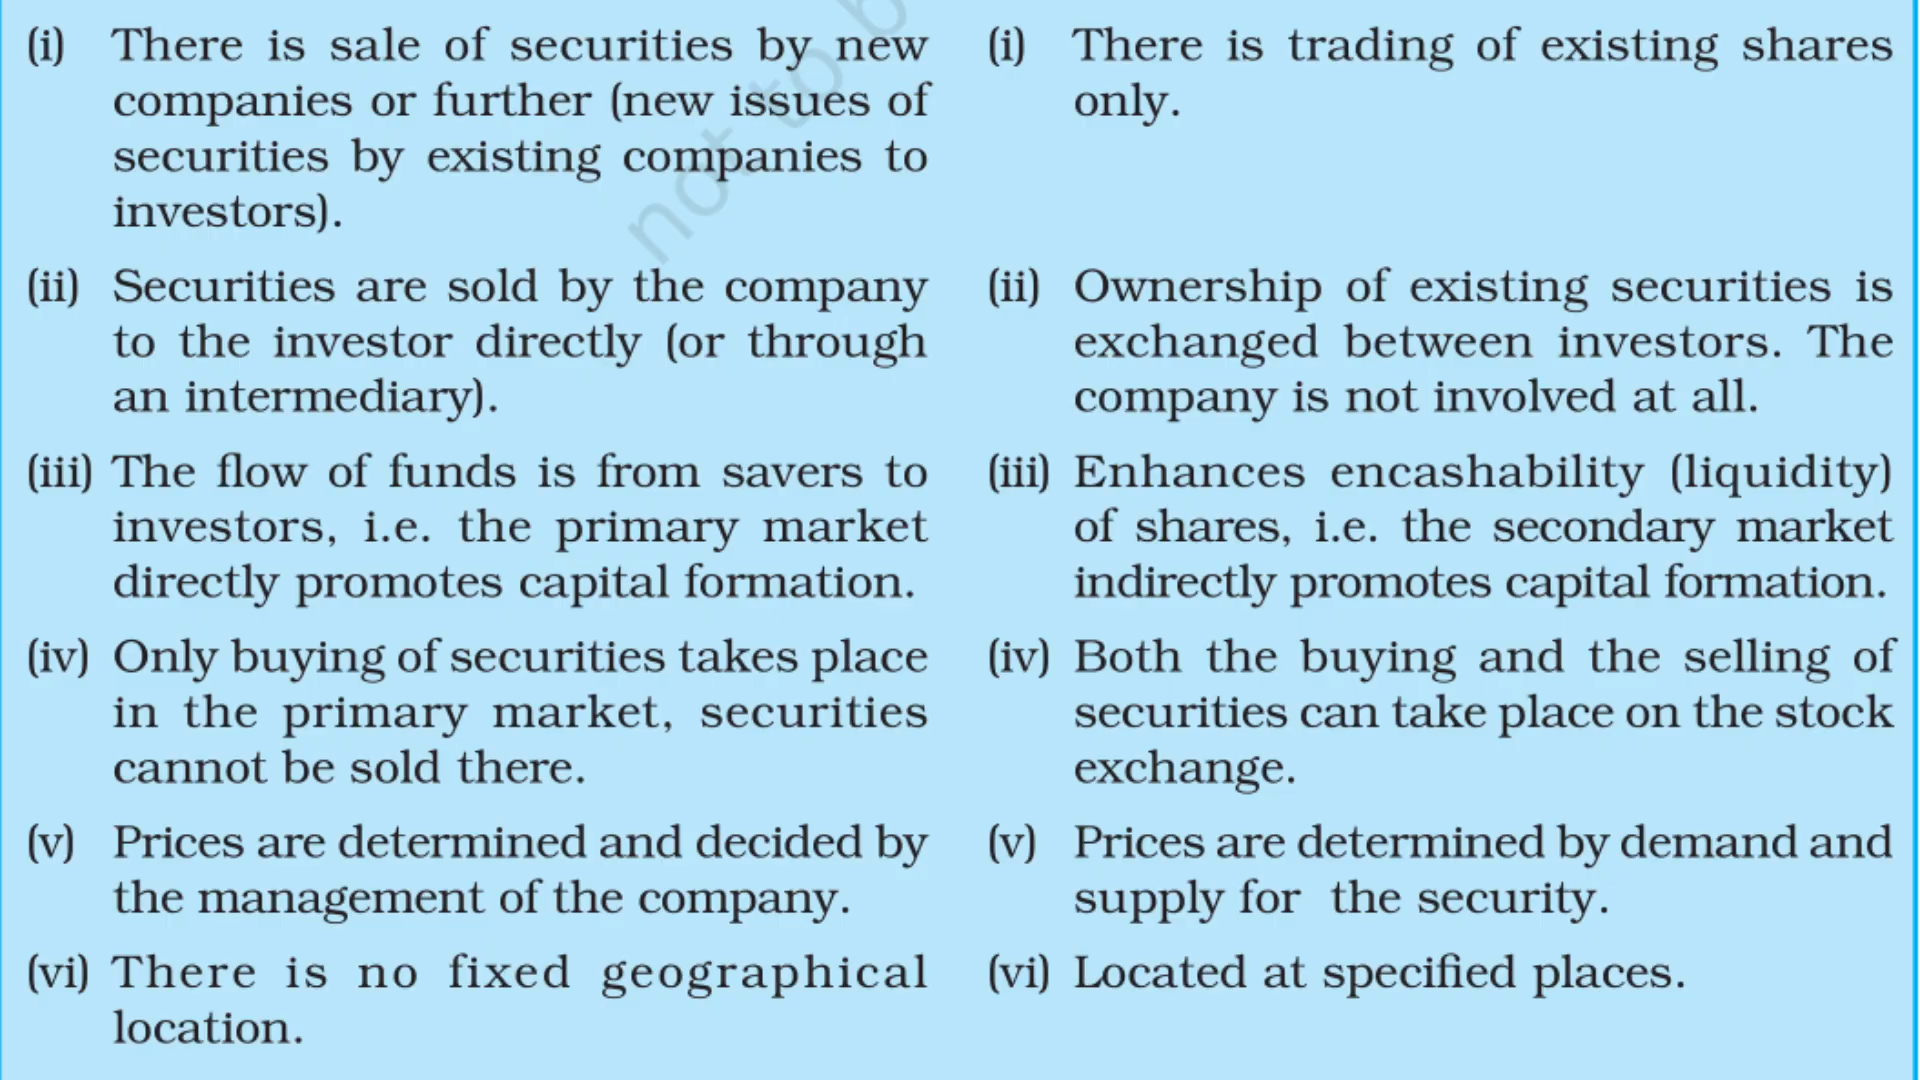 (i) There is sale of securities by new
companies or further (new issues of
securities by existing companies to
investors).
(ii) Securities are sold by the company
to the investor directly (or through
an intermediary).
(iii) The flow of funds is from savers to
investors, i.e. the primary market
directly promotes capital formation.
(iv) Only buying of securities takes place
in the primary market, securities
cannot be sold there.
(v) Prices are determined and decided by
the management of the company.
(vi) There is no fixed geographical
location.
(i) There is trading of existing shares
only.
(ii) Ownership of existing securities is
exchanged between investors. The
company is not involved at all.
(iii) Enhances encashability (liquidity)
of shares, i.e. the secondary market
indirectly promotes capital formation.
(iv) Both the buying and the selling of
securities can take place on the stock
exchange.
(v) Prices are determined by demand and
supply for the security.
(vi) Located at specified places.
not to b